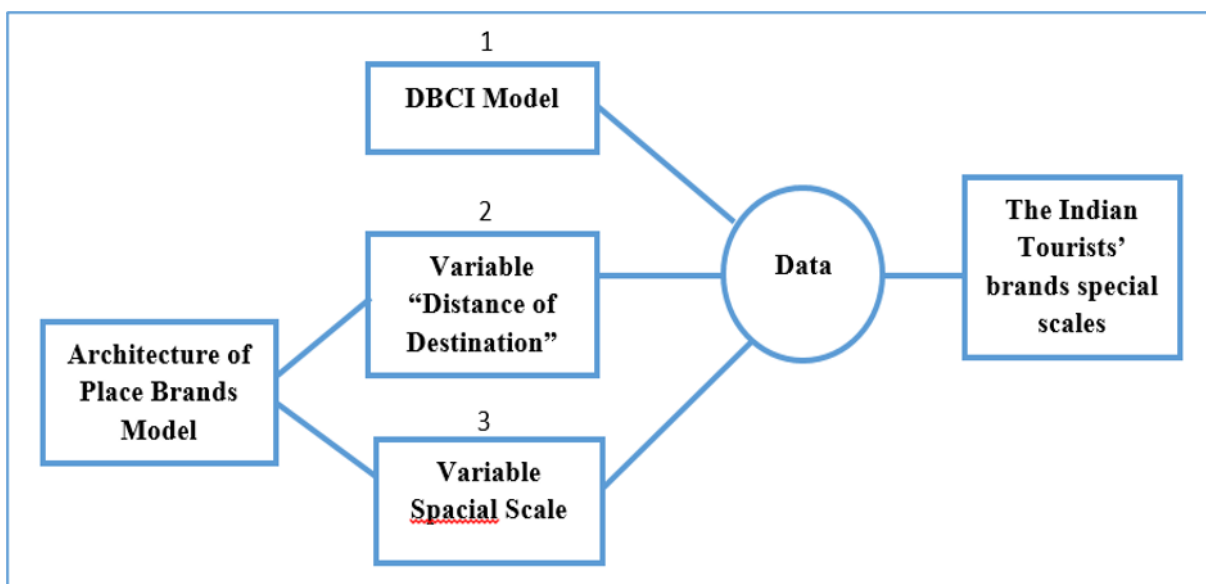 1
DBCI Model
2
Variable
“Distance of
Destination”
Architecture of
Place Brands
Model
3
Variable
Spacial Scale
Data
The Indian
Tourists’
brands special
scales